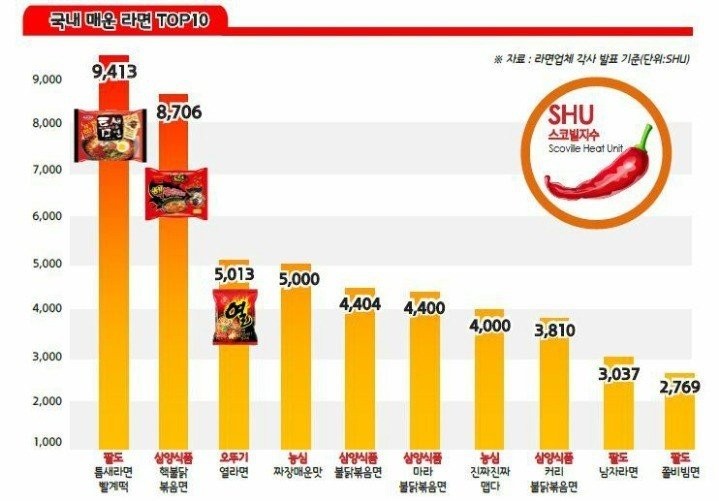 국내 매운 라면 TOP10
※ 자료 : 라면업체 각사 발표 기준(단위:SHU)
SHU
스코빌지수
Scoville Heat Unit
9,000
8,000
7,000
6,000
5,000
4,000
3,000
2,000
1,000
9,413
8,706
5,013
5,000
4,404
4,400
4,000
3,810
3,037
2,769
열
팔도
틈새라면
빨계떡
삼양식품
핵불닭
볶음면
오뚜기
열라면
농심
짜장매운맛
삼양식품
불닭볶음면
삼양식품
마라
불닭볶음면
농심
진짜진짜
맵다
삼양식품
커리
불닭볶음면
팔도
남자라면
팔도
쫄비빔면